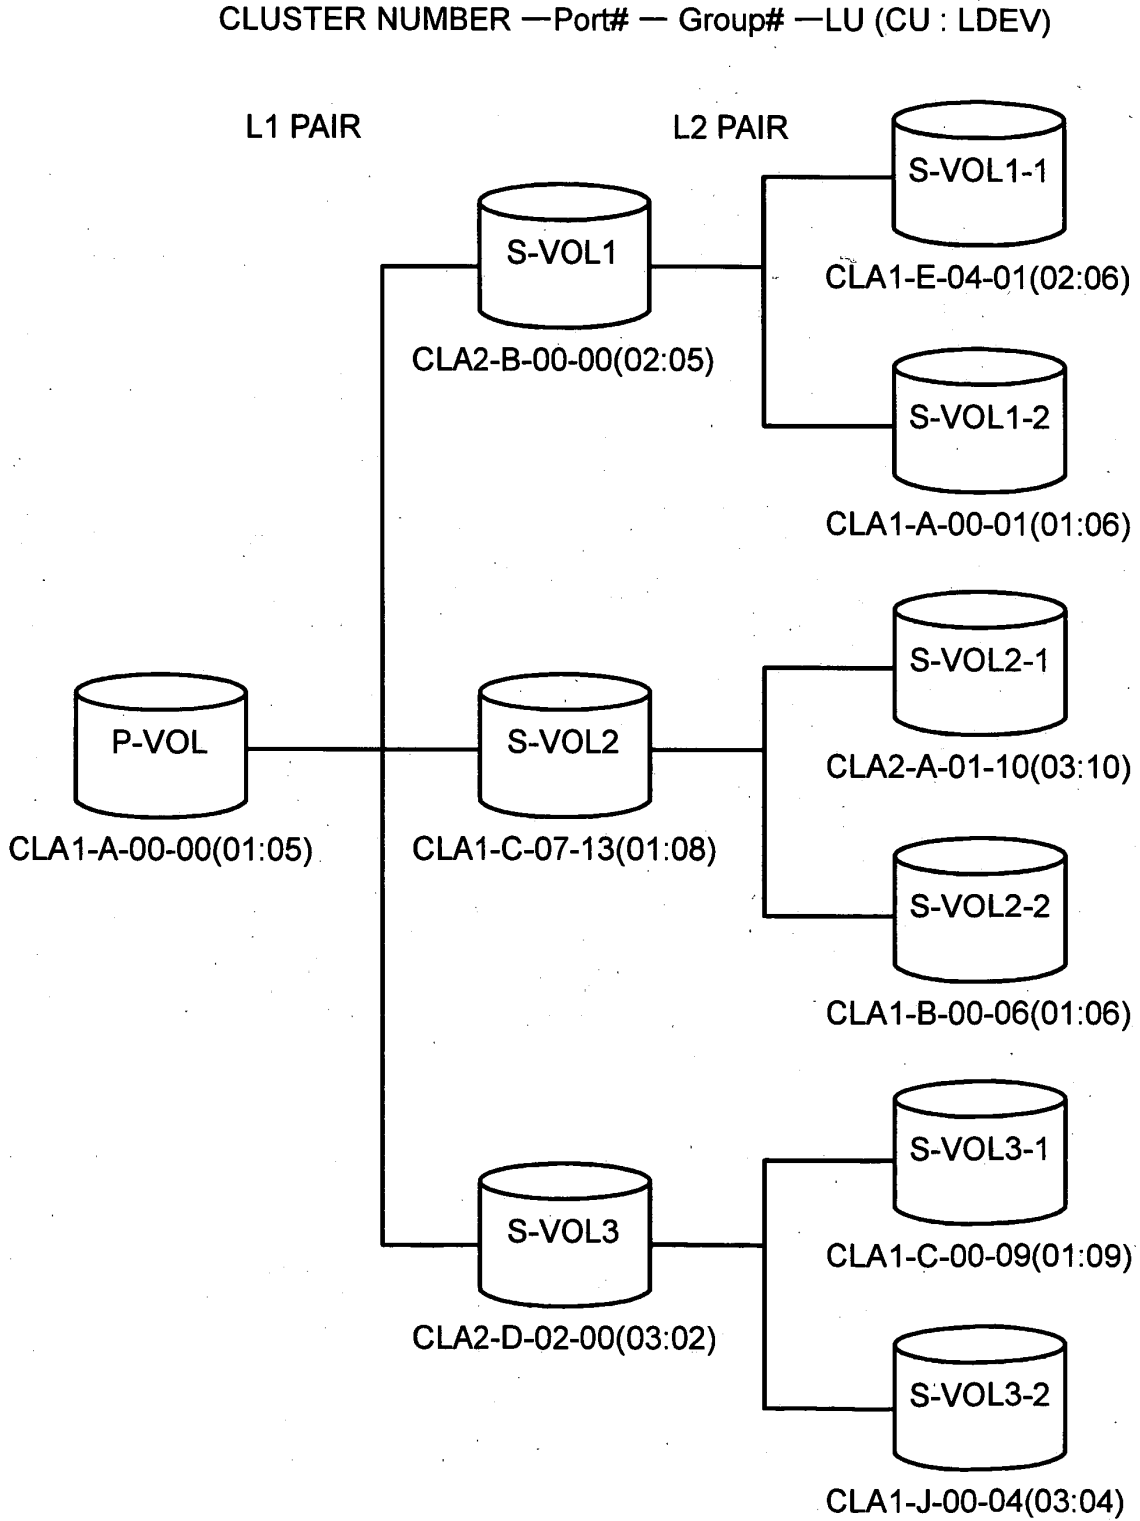 CLUSTER NUMBER —Port# — Group# —LU (CU : LDEV)
L1 PAIR
L2 PAIR
S-VOL1-1
CLA1-E-04-01(02:06)
S-VOL1
CLA2-B-00-00(02:05)
S-VOL1-2
CLA1-A-00-01(01:06)
S-VOL2-1
CLA2-A-01-10(03:10)
P-VOL
CLA1-A-00-00(01:05)
S-VOL2
CLA1-C-07-13(01:08)
S-VOL2-2
CLA1-B-00-06(01:06)
S-VOL3-1
CLA1-C-00-09(01:09)
S-VOL3
CLA2-D-02-00(03:02)
S-VOL3-2
CLA1-J-00-04(03:04)